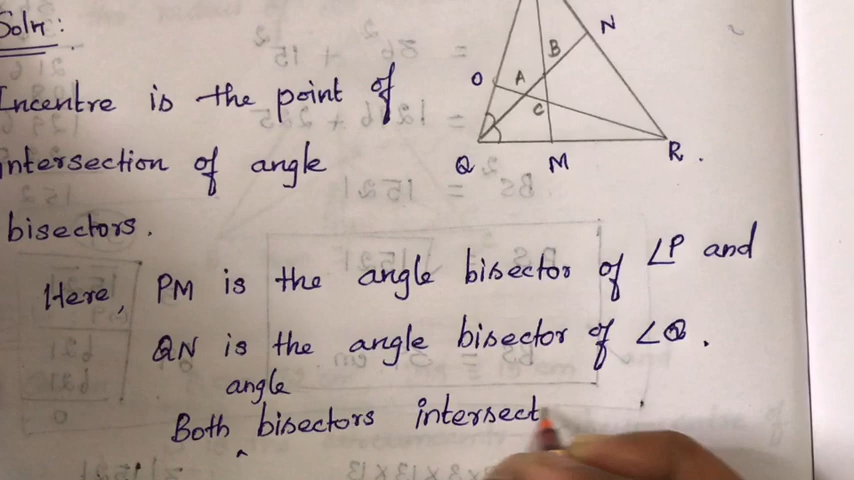 Soln:
Incentre is the point of
intersection of angle
bisectors.
Here, PM is the angle bisector of ∠P and
QN is the angle bisector of ∠Q.
angle
Both ‸ bisectors intersect
N
B
O
A
C
Q
M
R.